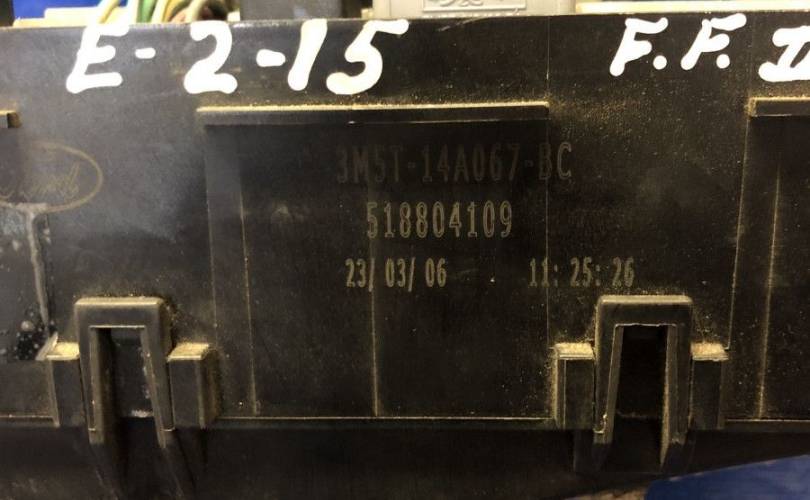 E-2-15
F.F. I
3M5T-14A067-BC
518804109
23/ 03/ 06 11: 25: 26